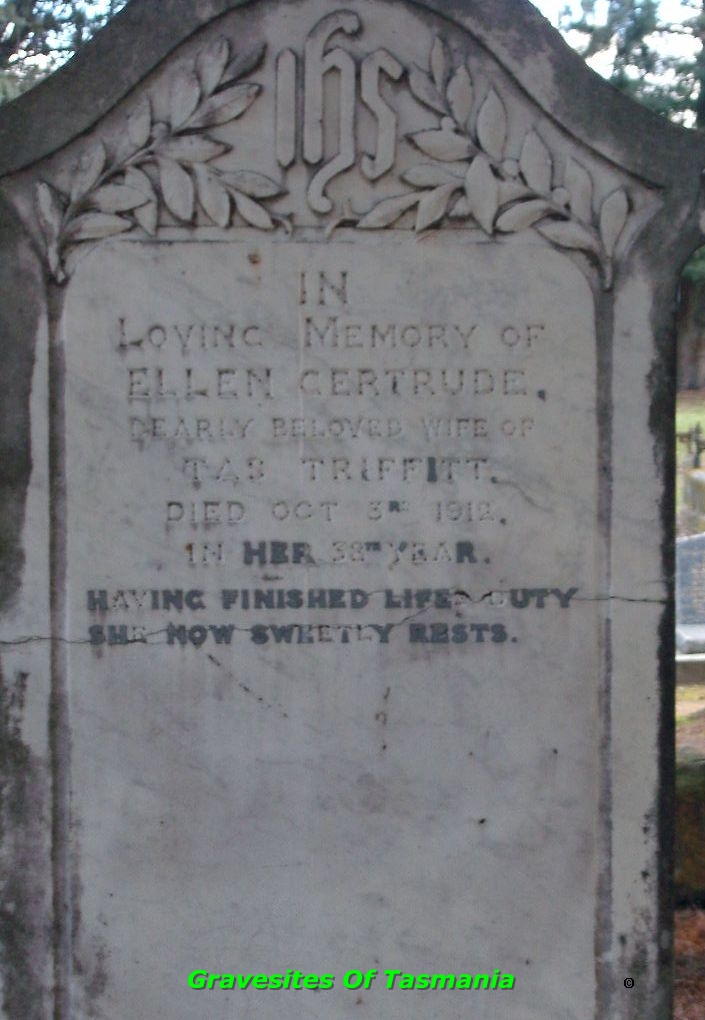 IHS
IN
LOVING MEMORY OF
ELLEN GERTRUDE,
DEARLY BELOVED WIFE OF
TAS TRIFFITT.
DIED OCT 3RD 1912,
IN HER 38TH YEAR.
HAVING FINISHED LIFES DUTY
SHE NOW SWEETLY RESTS.
Gravesites Of Tasmania
©